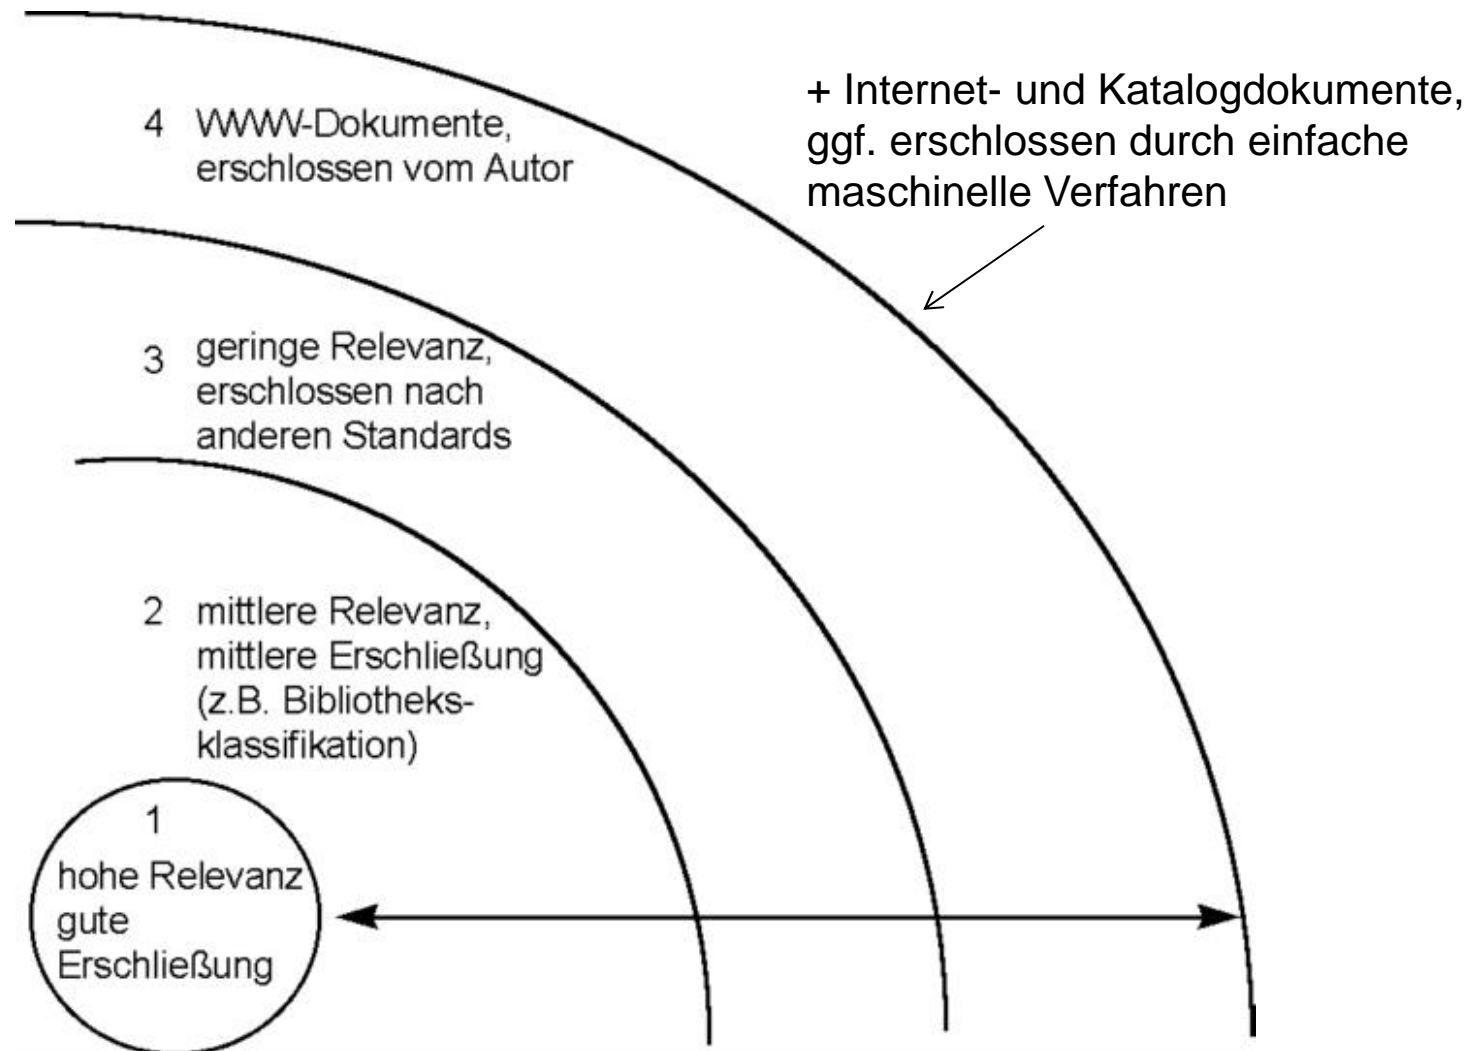 + Internet- und Katalogdokumente,
ggf. erschlossen durch einfache
maschinelle Verfahren
4 WWW-Dokumente,
erschlossen vom Autor
3 geringe Relevanz,
erschlossen nach
anderen Standards
2 mittlere Relevanz,
mittlere Erschließung
(z.B. Bibliotheks-
klassifikation)
1
hohe Relevanz
gute
Erschließung